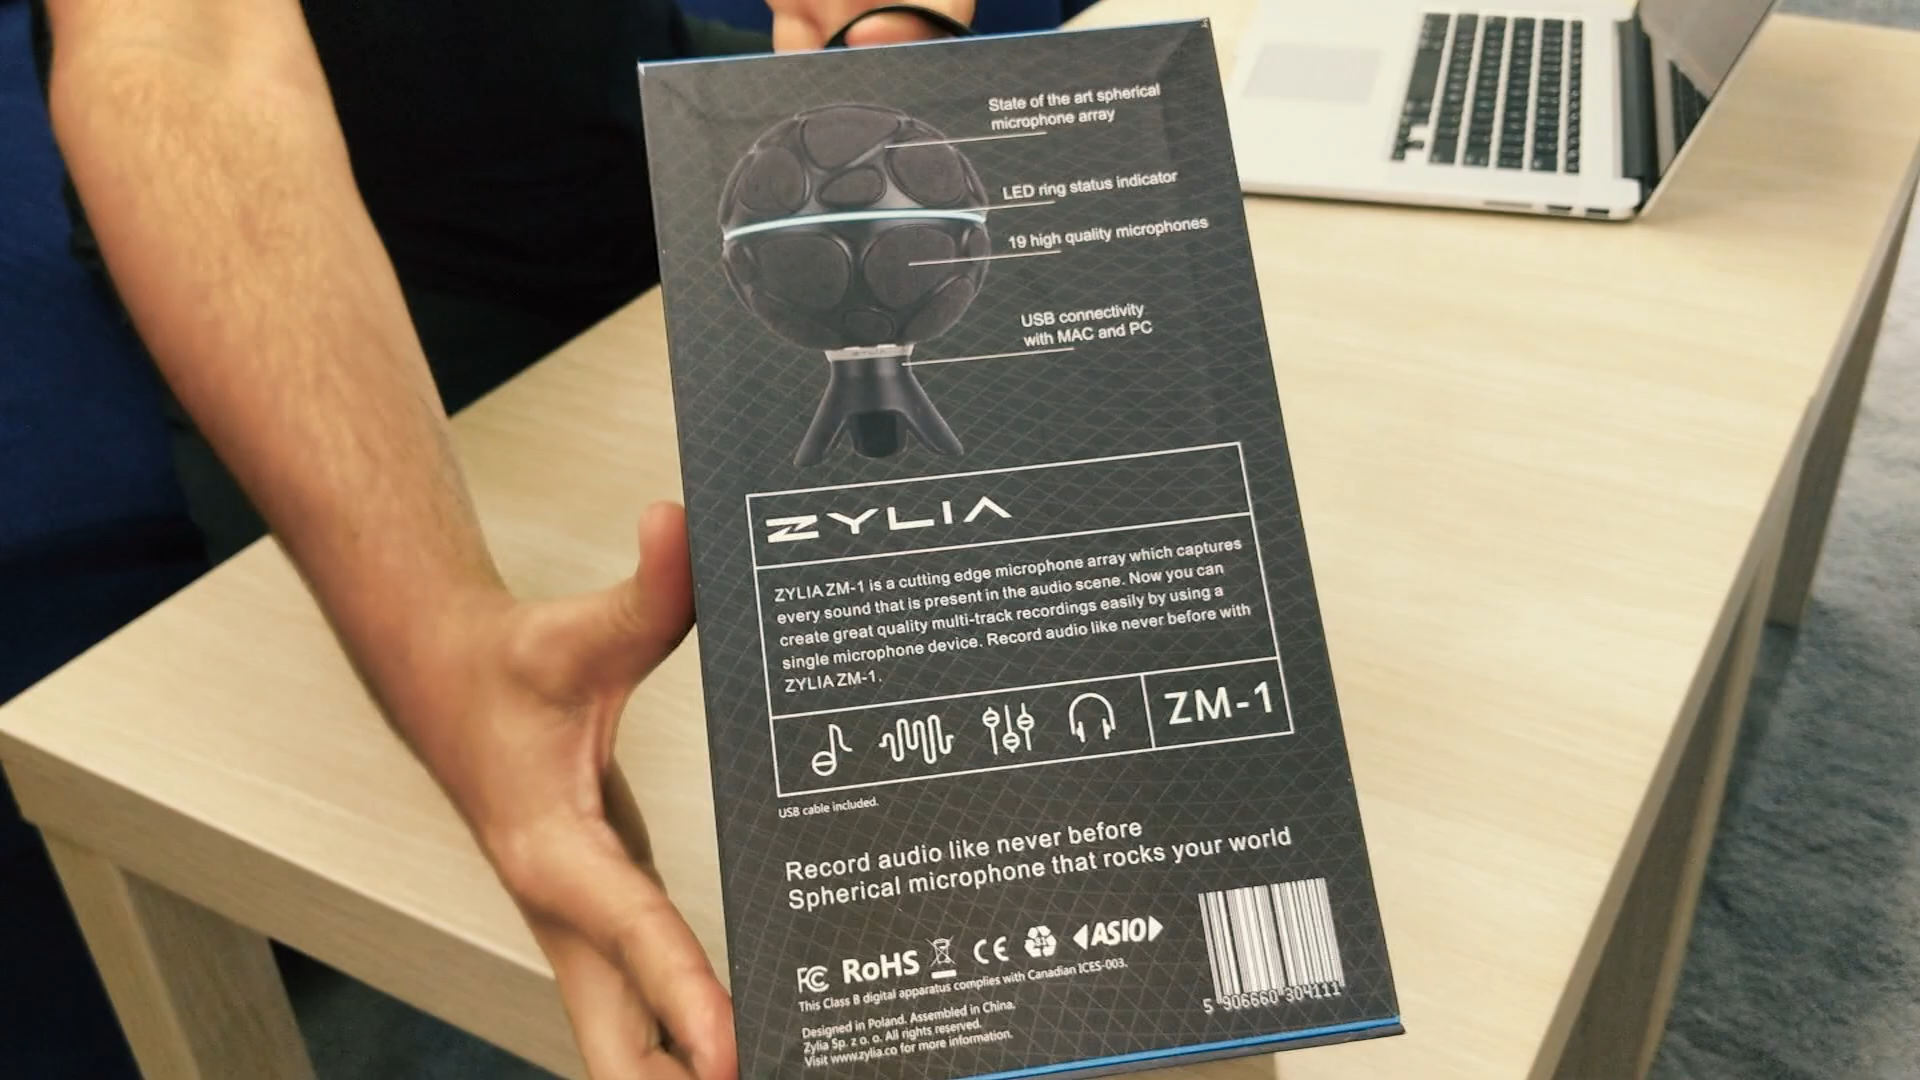 State of the art spherical
microphone array
LED ring status indicator
19 high quality microphones
USB connectivity
with MAC and PC
ZYLIA
ZYLIA ZM-1 is a cutting edge microphone array which captures
every sound that is present in the audio scene. Now you can
create great quality multi-track recordings easily by using a
single microphone device. Record audio like never before with
ZYLIA ZM-1.
ZM-1
USB cable included.
Record audio like never before
Spherical microphone that rocks your world
FC RoHS CE ASIO
This Class B digital apparatus complies with Canadian ICES-003.
Designed in Poland. Assembled in China.
Zylia Sp. z o. o. All rights reserved.
Visit www.zylia.co for more information.
5 906660 304111